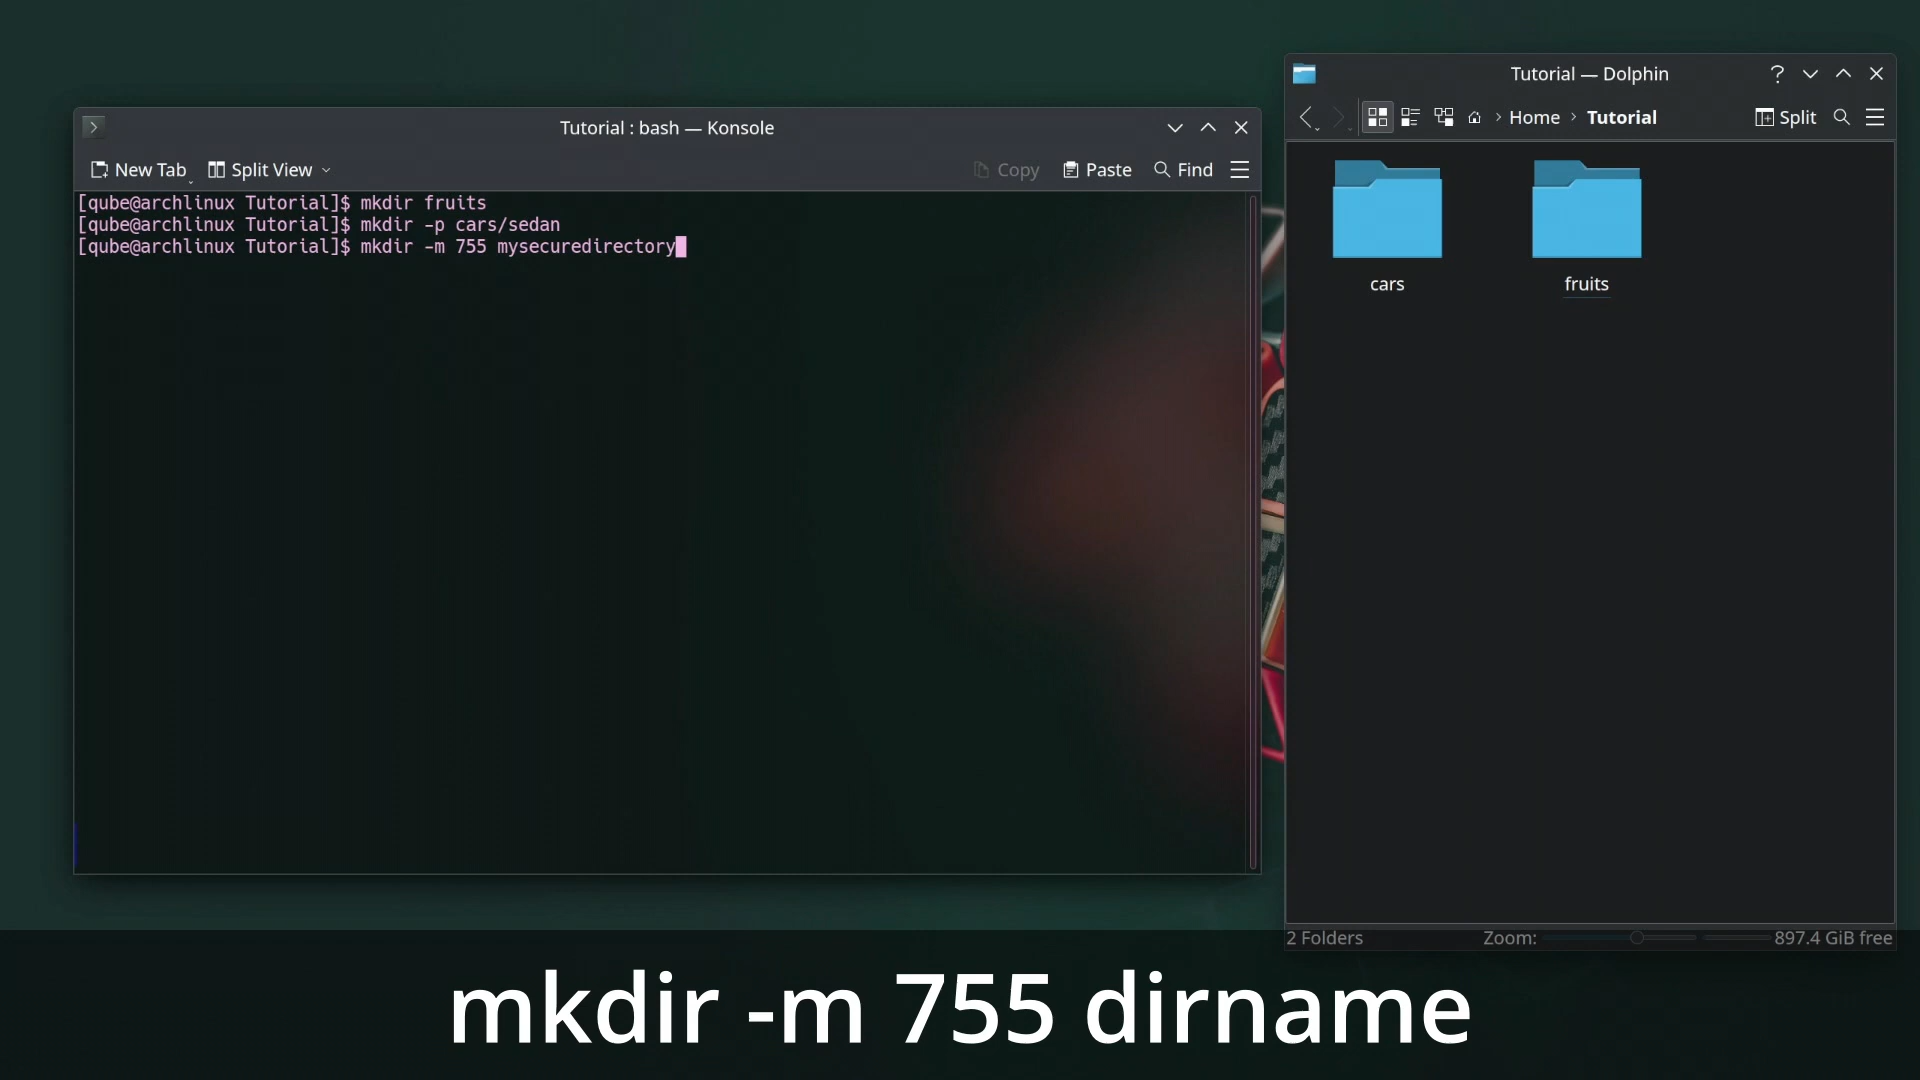 Tutorial : bash — Konsole
New Tab
Split View
Copy
Paste
Find
[qube@archlinux Tutorial]$ mkdir fruits
[qube@archlinux Tutorial]$ mkdir -p cars/sedan
[qube@archlinux Tutorial]$ mkdir -m 755 mysecuredirectory
Tutorial — Dolphin
Home
Tutorial
Split
cars
fruits
2 Folders
Zoom:
897.4 GiB free
mkdir -m 755 dirname